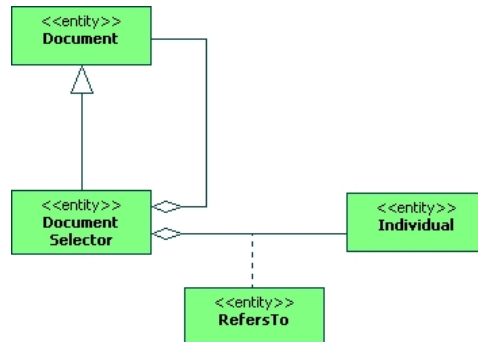 <<entity>>
Document
<<entity>>
Document
Selector
<<entity>>
Individual
<<entity>>
RefersTo